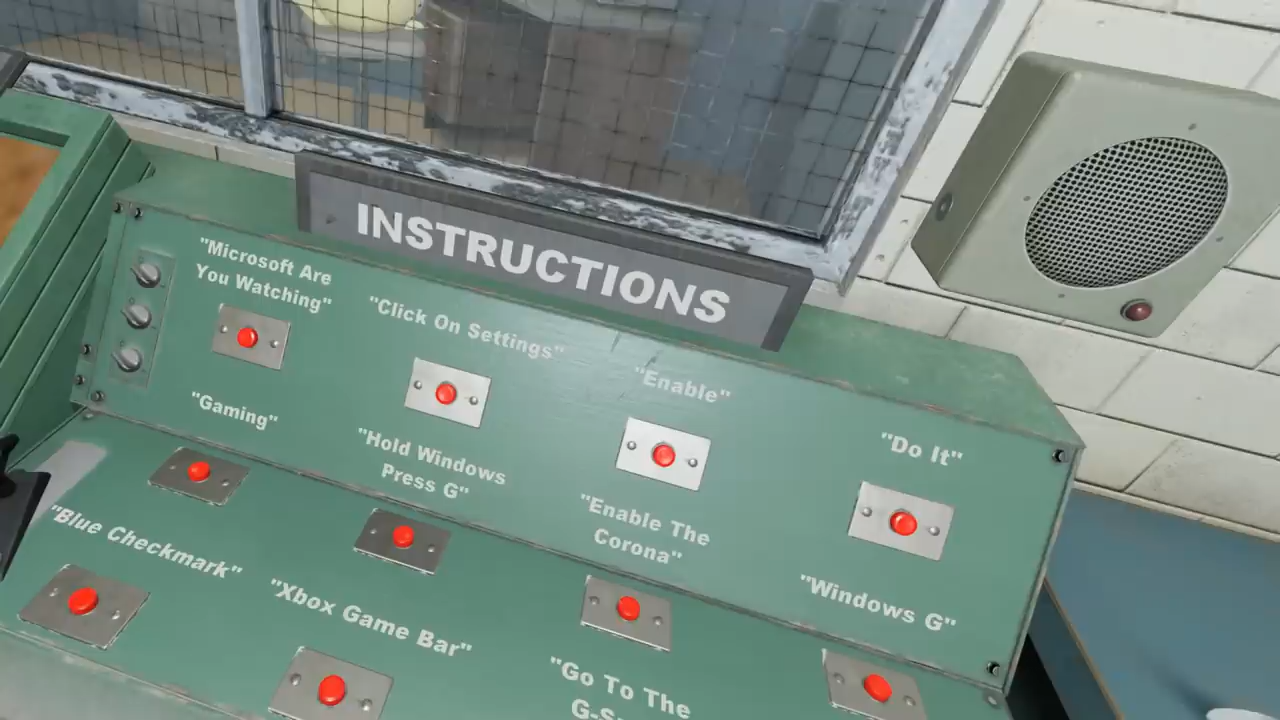 INSTRUCTIONS
"Microsoft Are
You Watching"
"Click On Settings"
"Enable"
"Do It"
"Gaming"
"Hold Windows
Press G"
"Enable The
Corona"
"Windows G"
"Blue Checkmark"
"Xbox Game Bar"
"Go To The